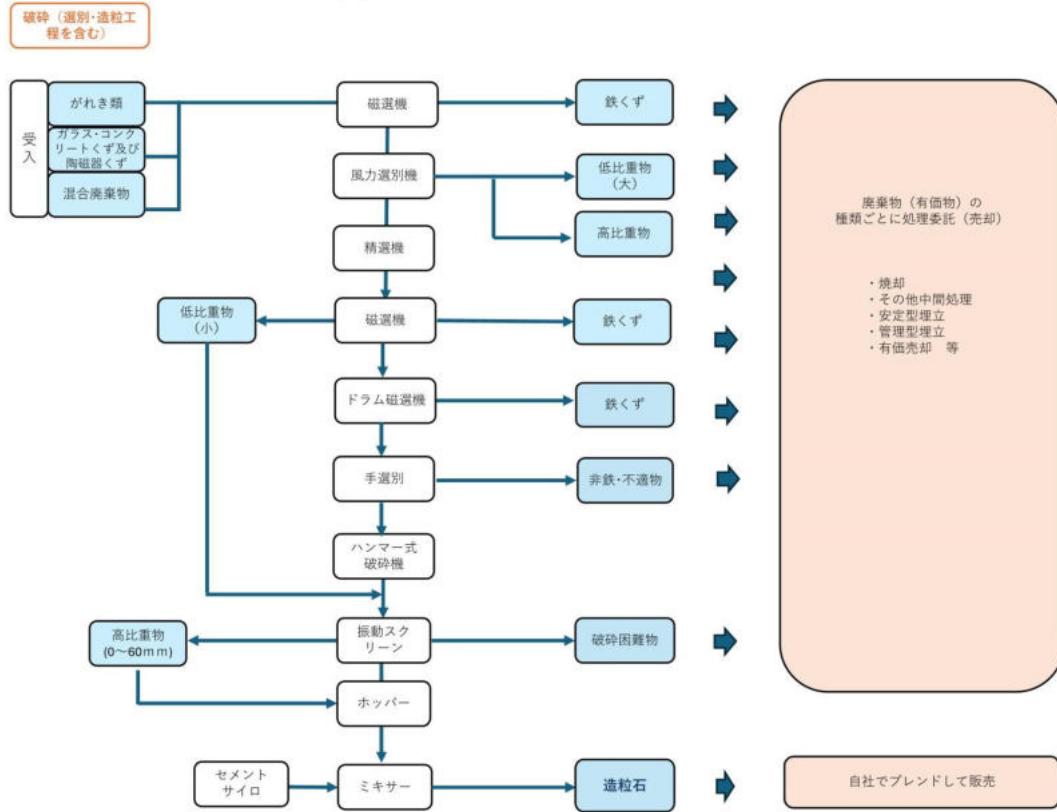 破砕（選別･造粒工
程を含む）
受
入
がれき類
ガラス･コンク
リートくず及び
陶磁器くず
混合廃棄物
磁選機
鉄くず
風力選別機
低比重物
（大）
高比重物
精選機
低比重物
（小）
磁選機
鉄くず
ドラム磁選機
鉄くず
手選別
非鉄･不適物
ハンマー式
破砕機
高比重物
(0〜60ｍｍ)
振動スク
リーン
破砕困難物
ホッパー
セメント
サイロ
ミキサー
造粒石
廃棄物（有価物）の
種類ごとに処理委託（売却）
・焼却
・その他中間処理
・安定型埋立
・管理型埋立
・有価売却　等
自社でブレンドして販売